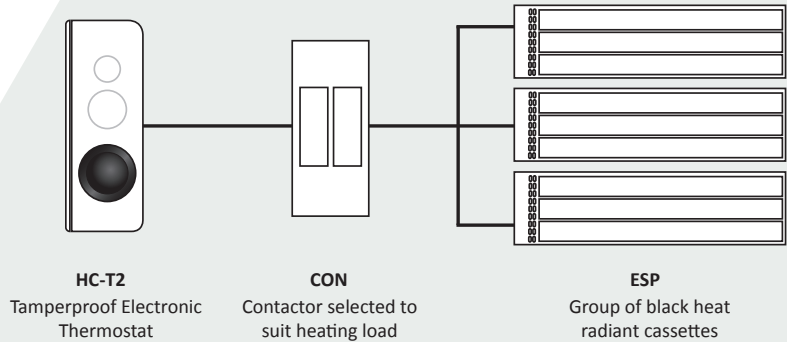 HC-T2
Tamperproof Electronic
Thermostat
CON
Contactor selected to
suit heating load
ESP
Group of black heat
radiant cassettes